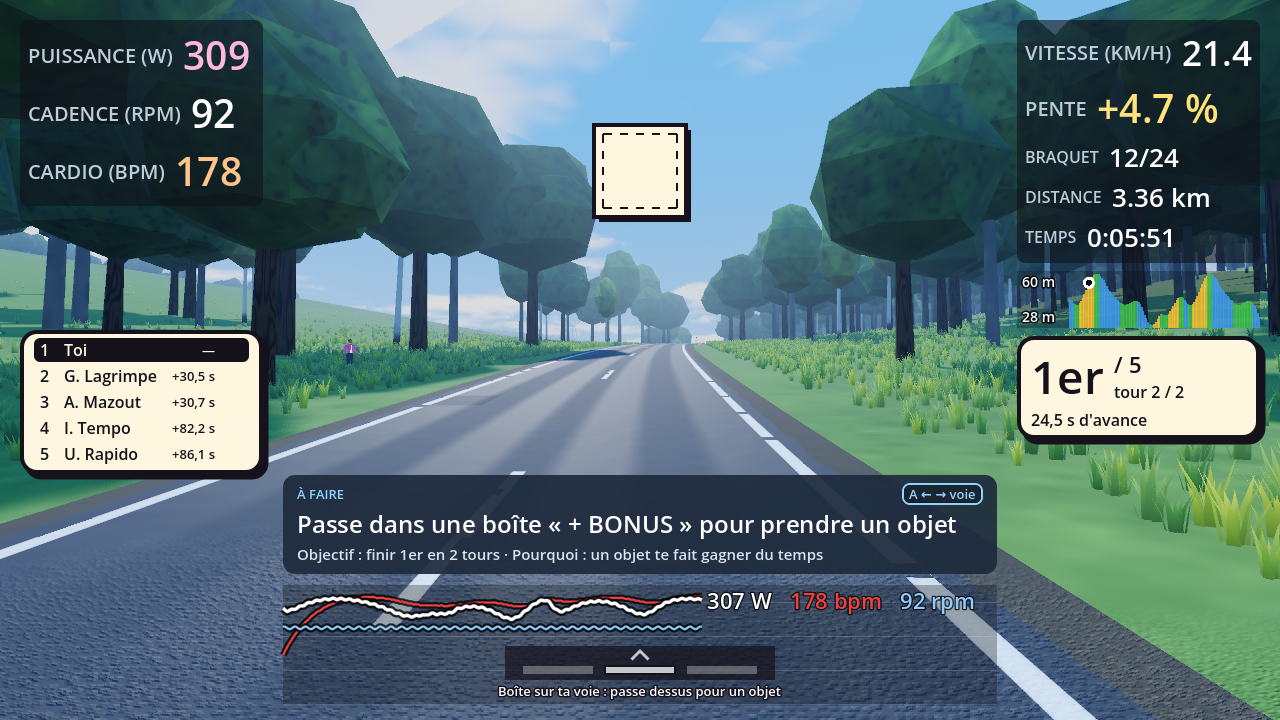 PUISSANCE (W) 309
CADENCE (RPM) 92
CARDIO (BPM) 178
VITESSE (KM/H) 21.4
PENTE +4.7 %
BRAQUET 12/24
DISTANCE 3.36 km
TEMPS 0:05:51
60 m
28 m
1 Toi —
2 G. Lagrimpe +30,5 s
3 A. Mazout +30,7 s
4 I. Tempo +82,2 s
5 U. Rapido +86,1 s
1er / 5
tour 2 / 2
24,5 s d'avance
À FAIRE
A ← → voie
Passe dans une boîte « + BONUS » pour prendre un objet
Objectif : finir 1er en 2 tours · Pourquoi : un objet te fait gagner du temps
307 W 178 bpm 92 rpm
Boîte sur ta voie : passe dessus pour un objet